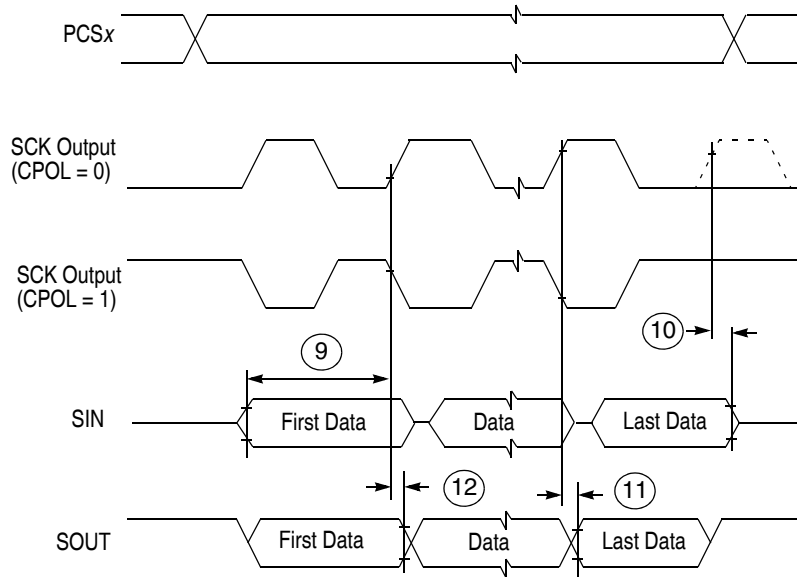 PCSx
SCK Output
(CPOL = 0)
SCK Output
(CPOL = 1)
9
10
SIN
First Data
Data
Last Data
12
11
SOUT
First Data
Data
Last Data